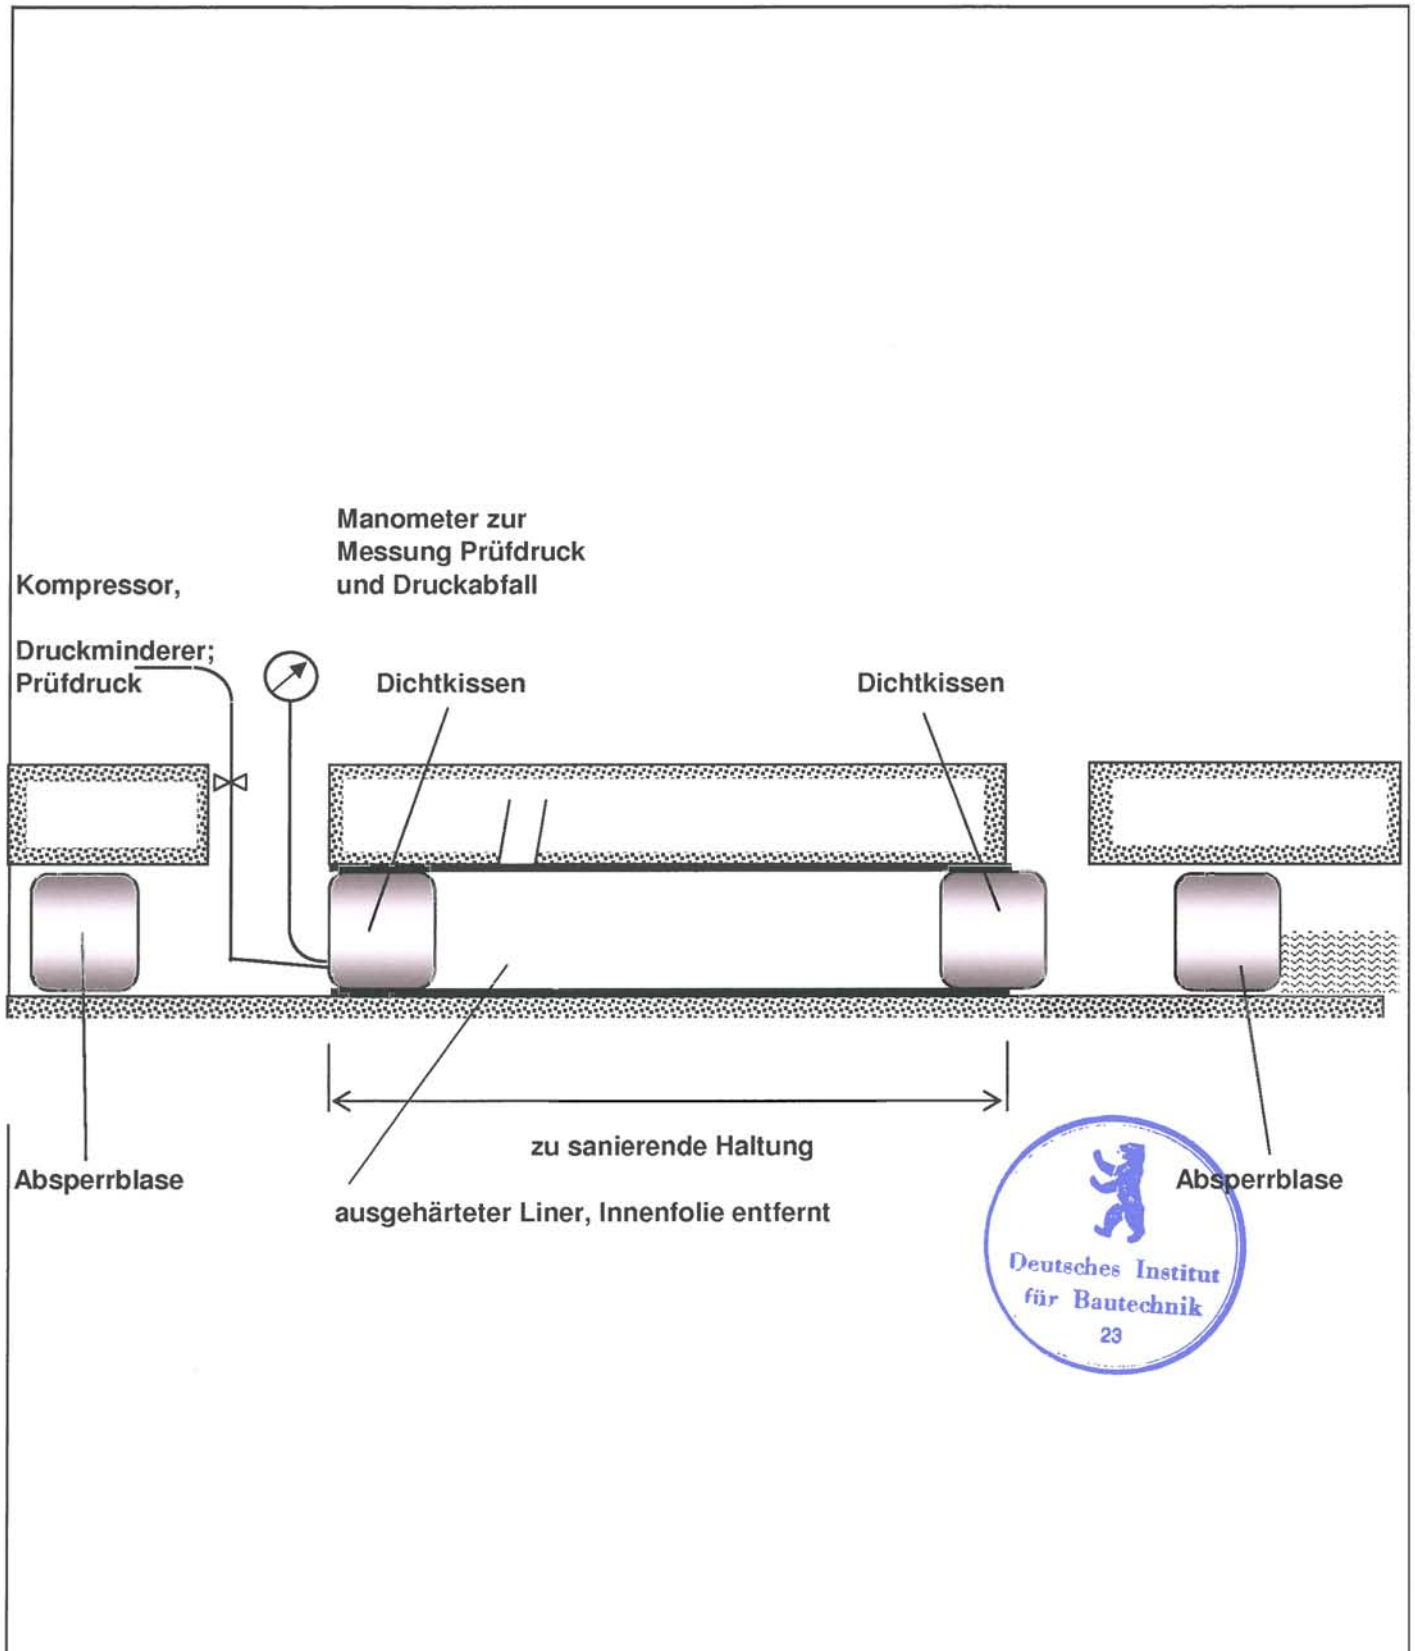 Manometer zur
Messung Prüfdruck
und Druckabfall
Kompressor,
Druckminderer;
Prüfdruck
Dichtkissen
Dichtkissen
zu sanierende Haltung
Absperrblase
Absperrblase
ausgehärteter Liner, Innenfolie entfernt
Deutsches Institut
für Bautechnik
23